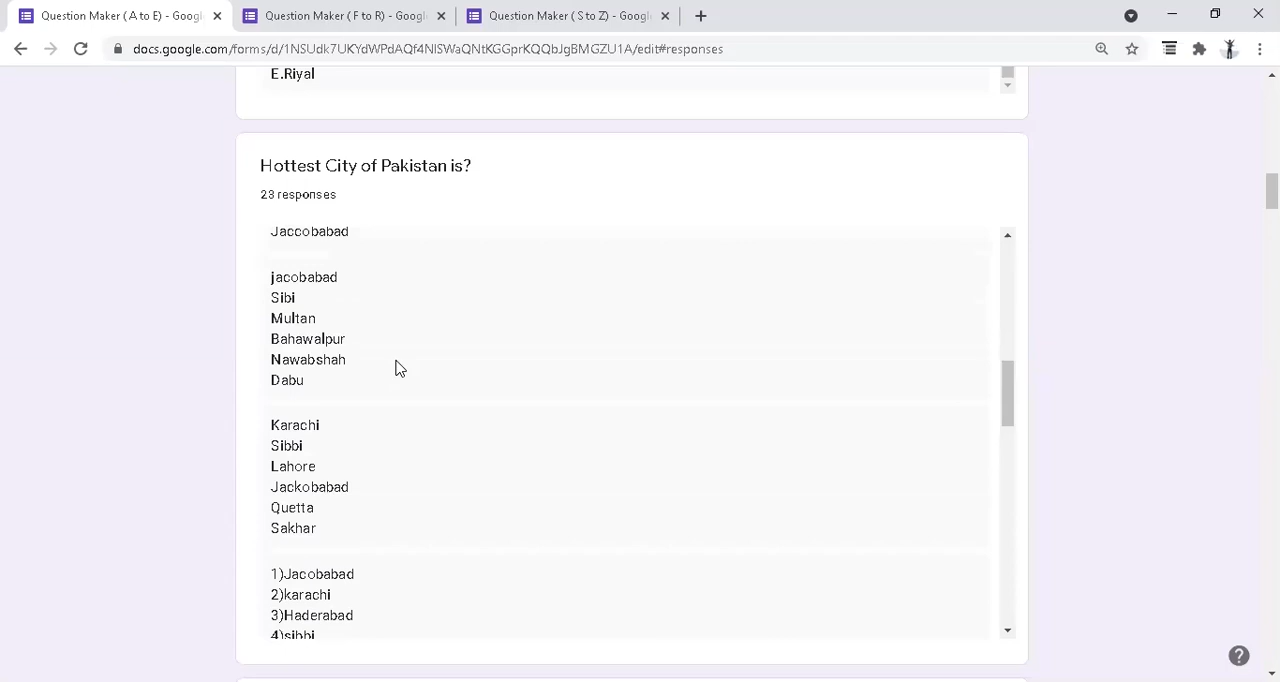 Question Maker ( A to E) - Googl
Question Maker ( F to R) - Googl
Question Maker ( S to Z) - Googl
docs.google.com/forms/d/1NSUdk7UKYdWPdAQf4NlSWaQNtKGGprKQQbJgBMGZU1A/edit#responses
E.Riyal
Hottest City of Pakistan is?
23 responses
Jaccobabad
jacobabad
Sibi
Multan
Bahawalpur
Nawabshah
Dabu
Karachi
Sibbi
Lahore
Jackobabad
Quetta
Sakhar
1)Jacobabad
2)karachi
3)Haderabad
4)sibbi